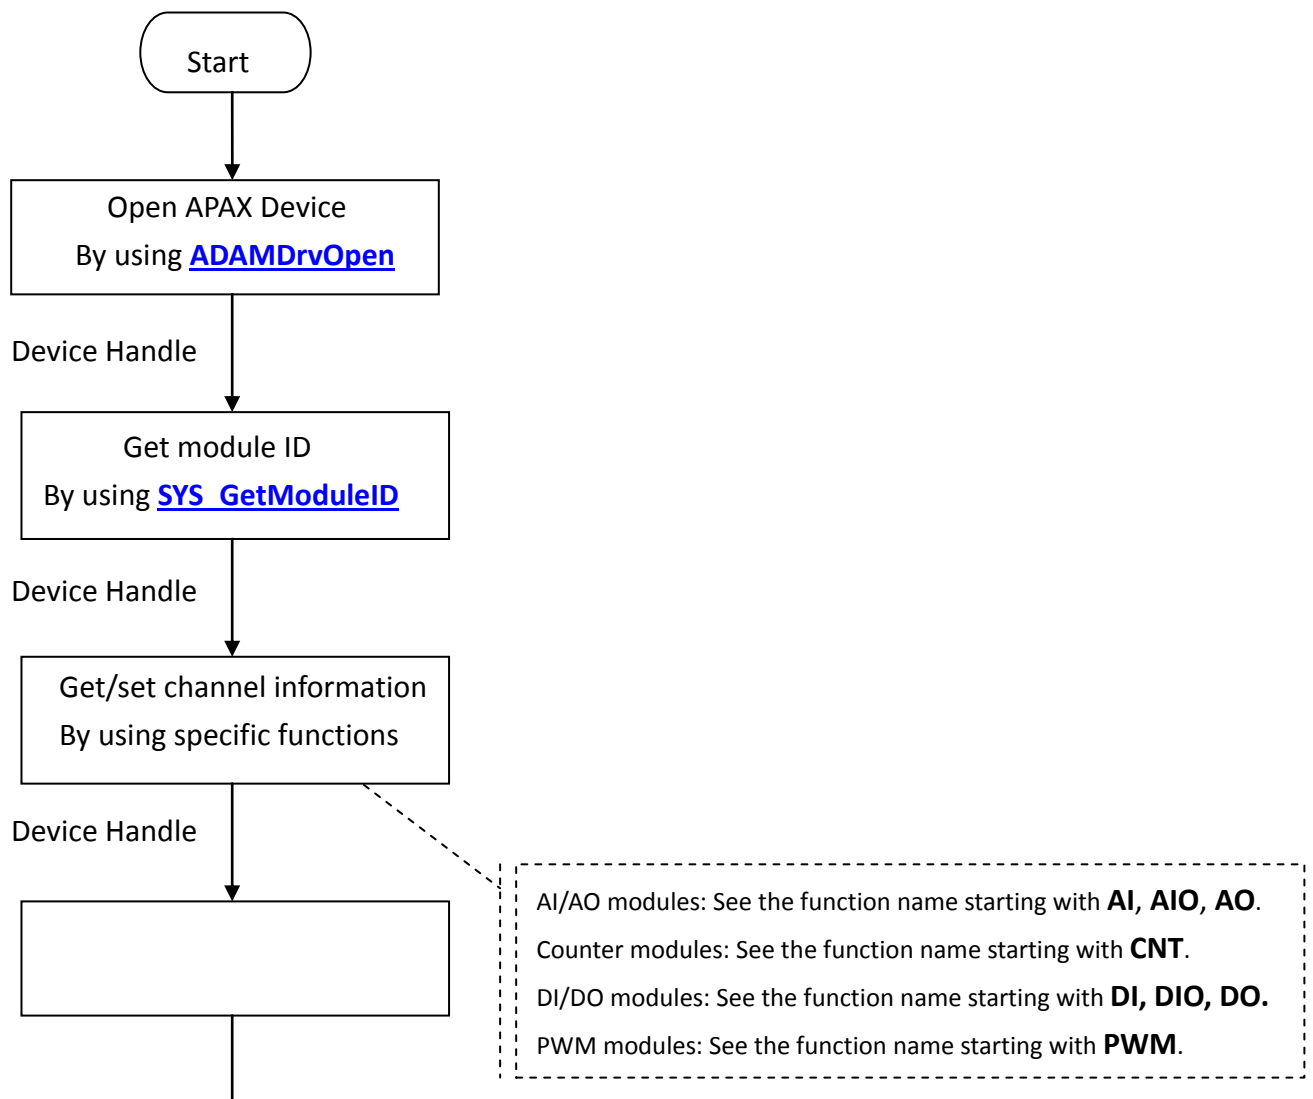 Start
Open APAX Device
By using ADAMDrvOpen
Device Handle
Get module ID
By using SYS_GetModuleID
Device Handle
Get/set channel information
By using specific functions
Device Handle
AI/AO modules: See the function name starting with AI, AIO, AO.
Counter modules: See the function name starting with CNT.
DI/DO modules: See the function name starting with DI, DIO, DO.
PWM modules: See the function name starting with PWM.